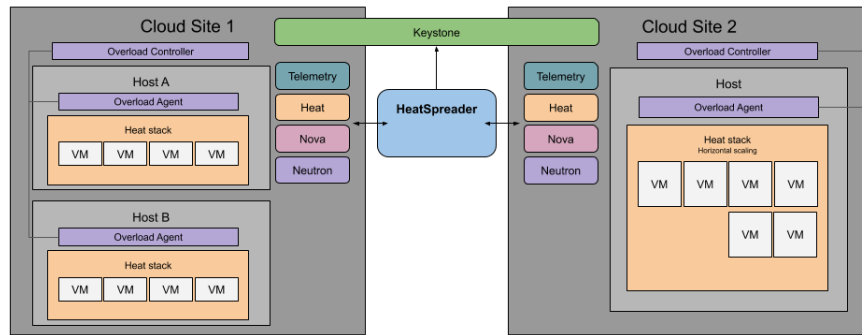 Cloud Site 1
Keystone
Cloud Site 2
Overload Controller
Overload Controller
Host A
Overload Agent
Heat stack
VM VM VM VM
Host B
Overload Agent
Heat stack
VM VM VM VM
Telemetry
Heat
Nova
Neutron
HeatSpreader
Telemetry
Heat
Nova
Neutron
Host
Overload Agent
Heat stack
Horizontal scaling
VM VM VM VM
VM VM